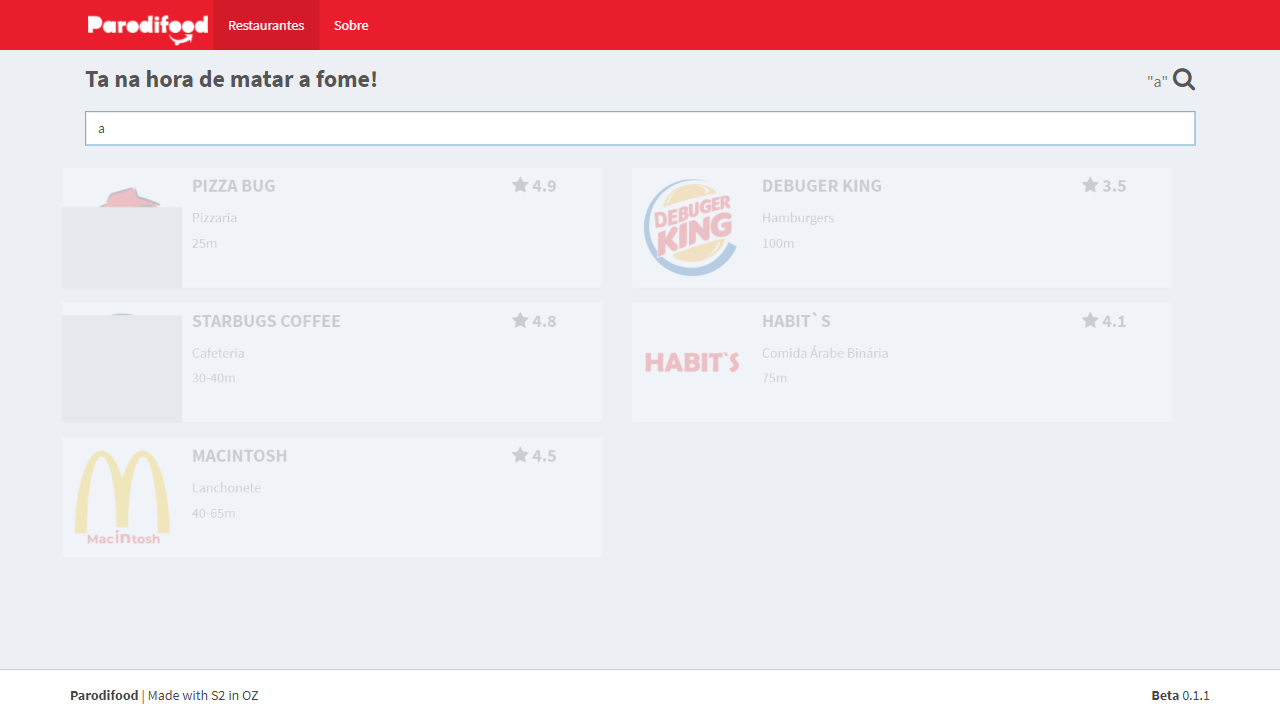 Parodifood Restaurantes Sobre
Ta na hora de matar a fome!
"a"
a
PIZZA BUG 4.9
Pizzaria
25m
DEBUGER KING
DEBUGER KING 3.5
Hamburgers
100m
STARBUGS COFFEE 4.8
Cafeteria
30-40m
HABIT`S
HABIT`S 4.1
Comida Árabe Binária
75m
Macintosh
MACINTOSH 4.5
Lanchonete
40-65m
Parodifood | Made with S2 in OZ
Beta 0.1.1